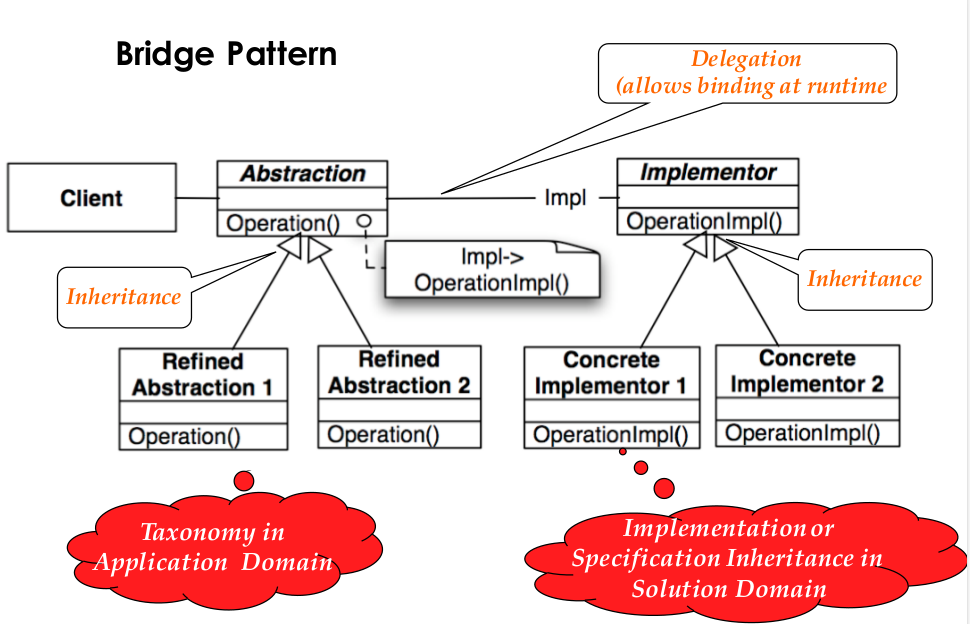 Bridge Pattern
Delegation
(allows binding at runtime
Client
Abstraction
Operation()
Impl
Implementor
OperationImpl()
Impl->
OperationImpl()
Inheritance
Inheritance
Refined
Abstraction 1
Operation()
Refined
Abstraction 2
Operation()
Concrete
Implementor 1
OperationImpl()
Concrete
Implementor 2
OperationImpl()
Taxonomy in
Application Domain
Implementation or
Specification Inheritance in
Solution Domain